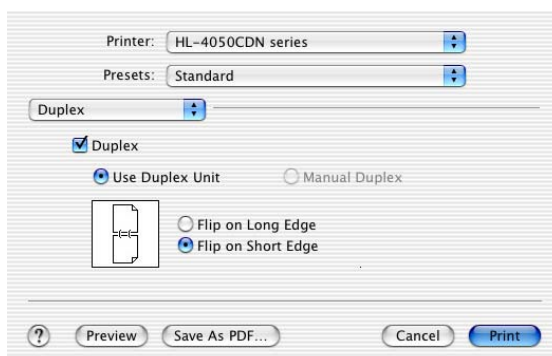 Printer: HL-4050CDN series
Presets: Standard
Duplex
Duplex
Use Duplex Unit Manual Duplex
Flip on Long Edge
Flip on Short Edge
? Preview Save As PDF... Cancel Print